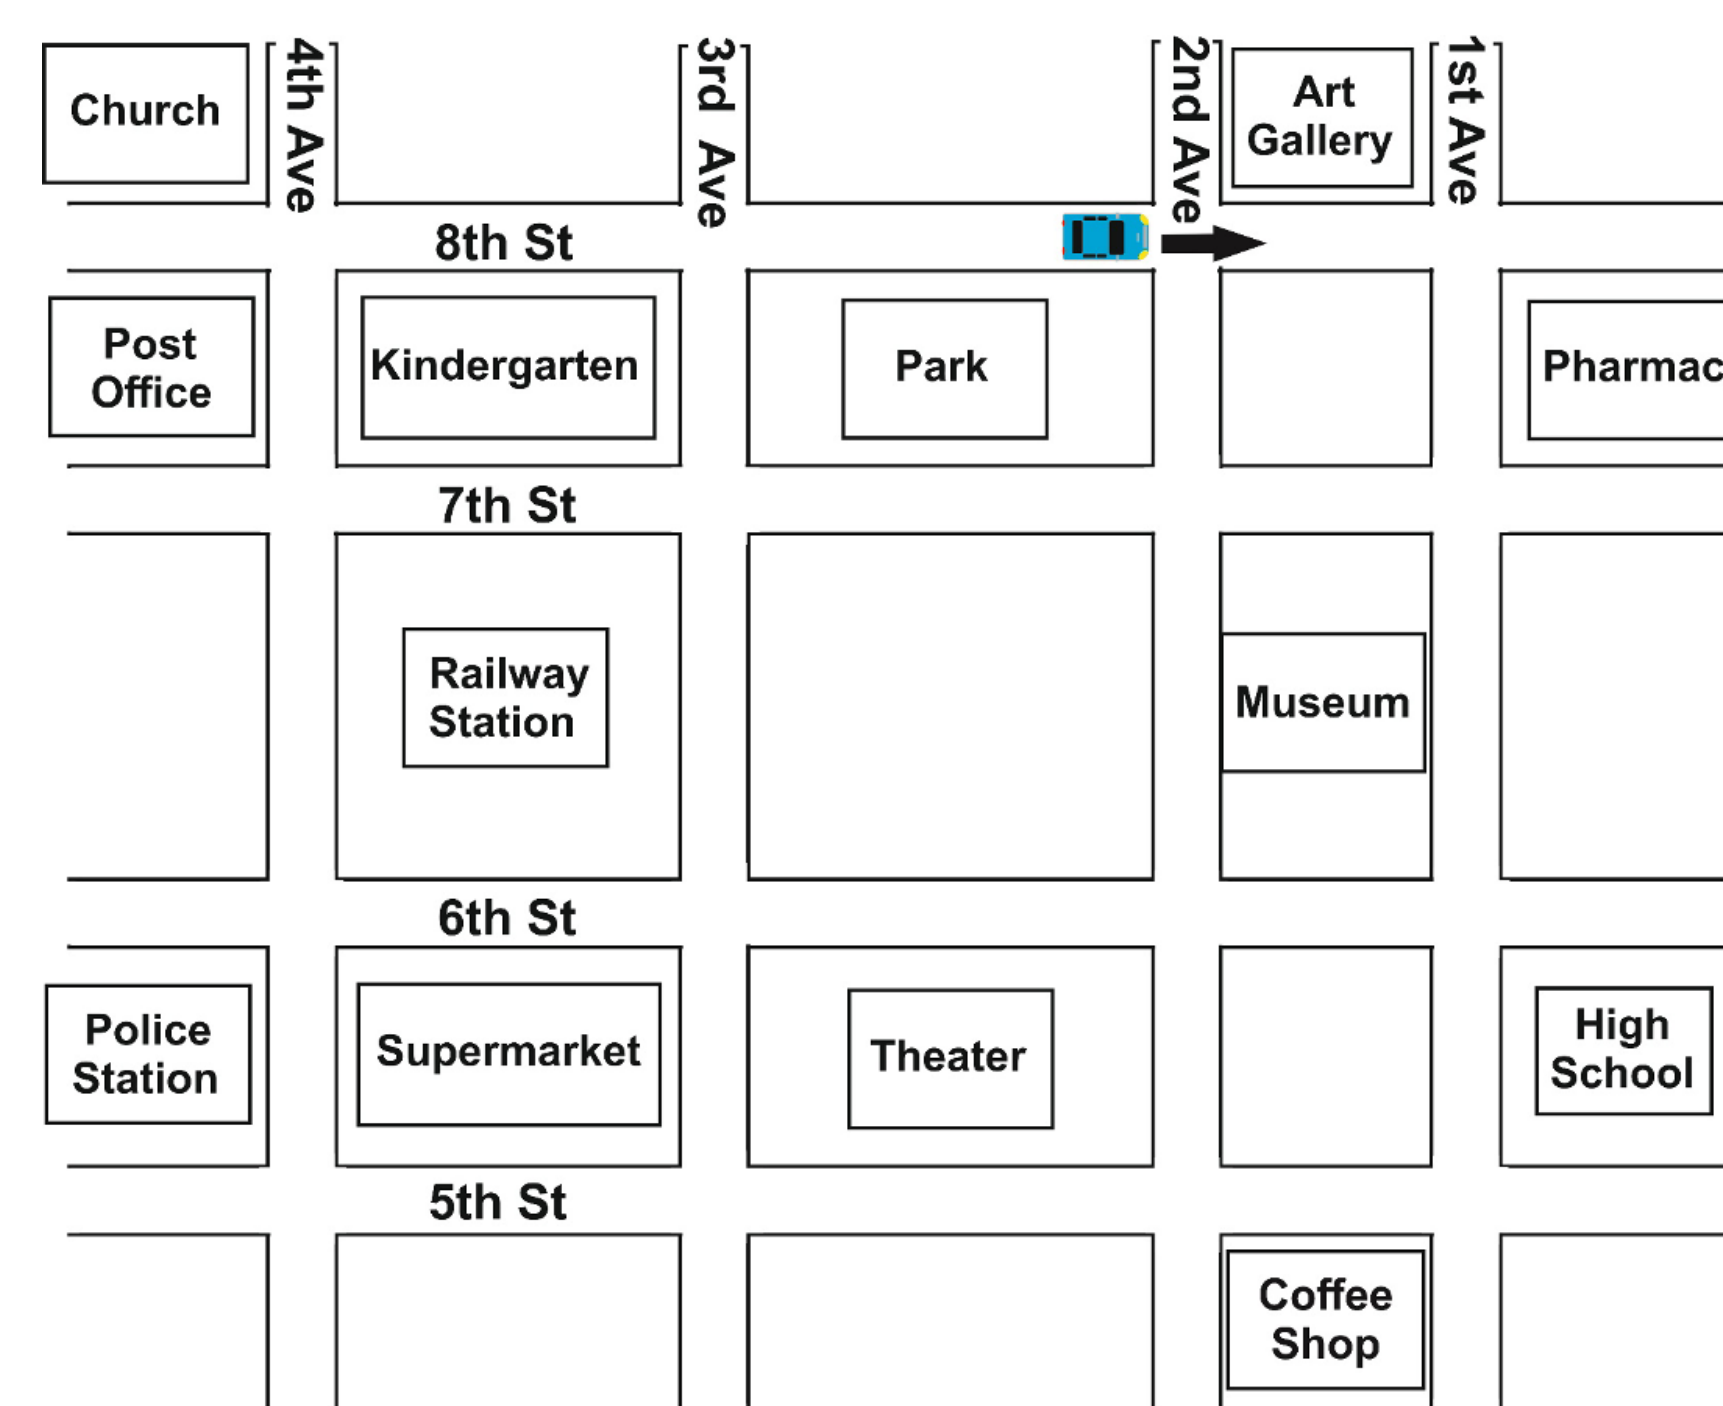 Church
4th Ave
3rd Ave
2nd Ave
Art
Gallery
1st Ave
8th St
Post
Office
Kindergarten
Park
Pharmac
7th St
Railway
Station
Museum
6th St
Police
Station
Supermarket
Theater
High
School
5th St
Coffee
Shop